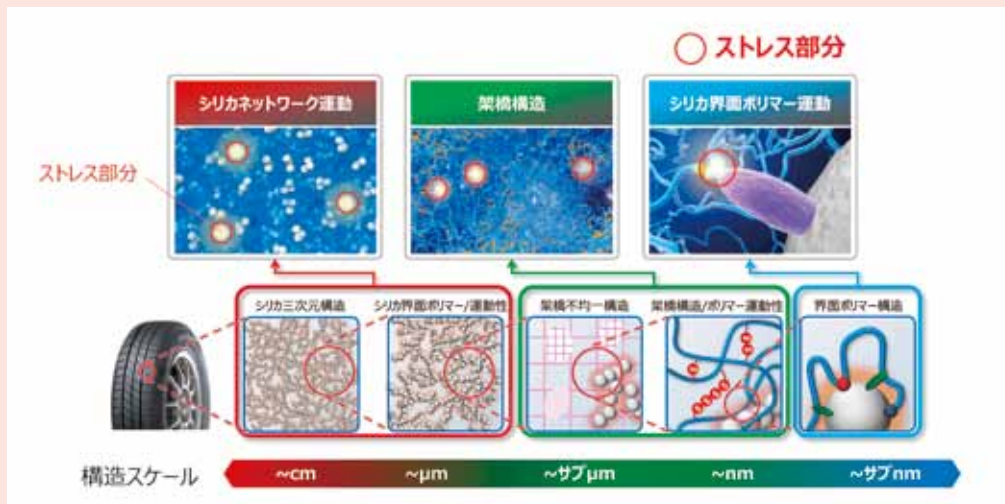 ストレス部分
シリカネットワーク運動
架橋構造
シリカ界面ポリマー運動
ストレス部分
シリカ三次元構造
シリカ界面ポリマー/運動性
架橋不均一構造
架橋構造/ポリマー運動性
界面ポリマー構造
構造スケール
~cm
~μm
~サブμm
~nm
~サブnm